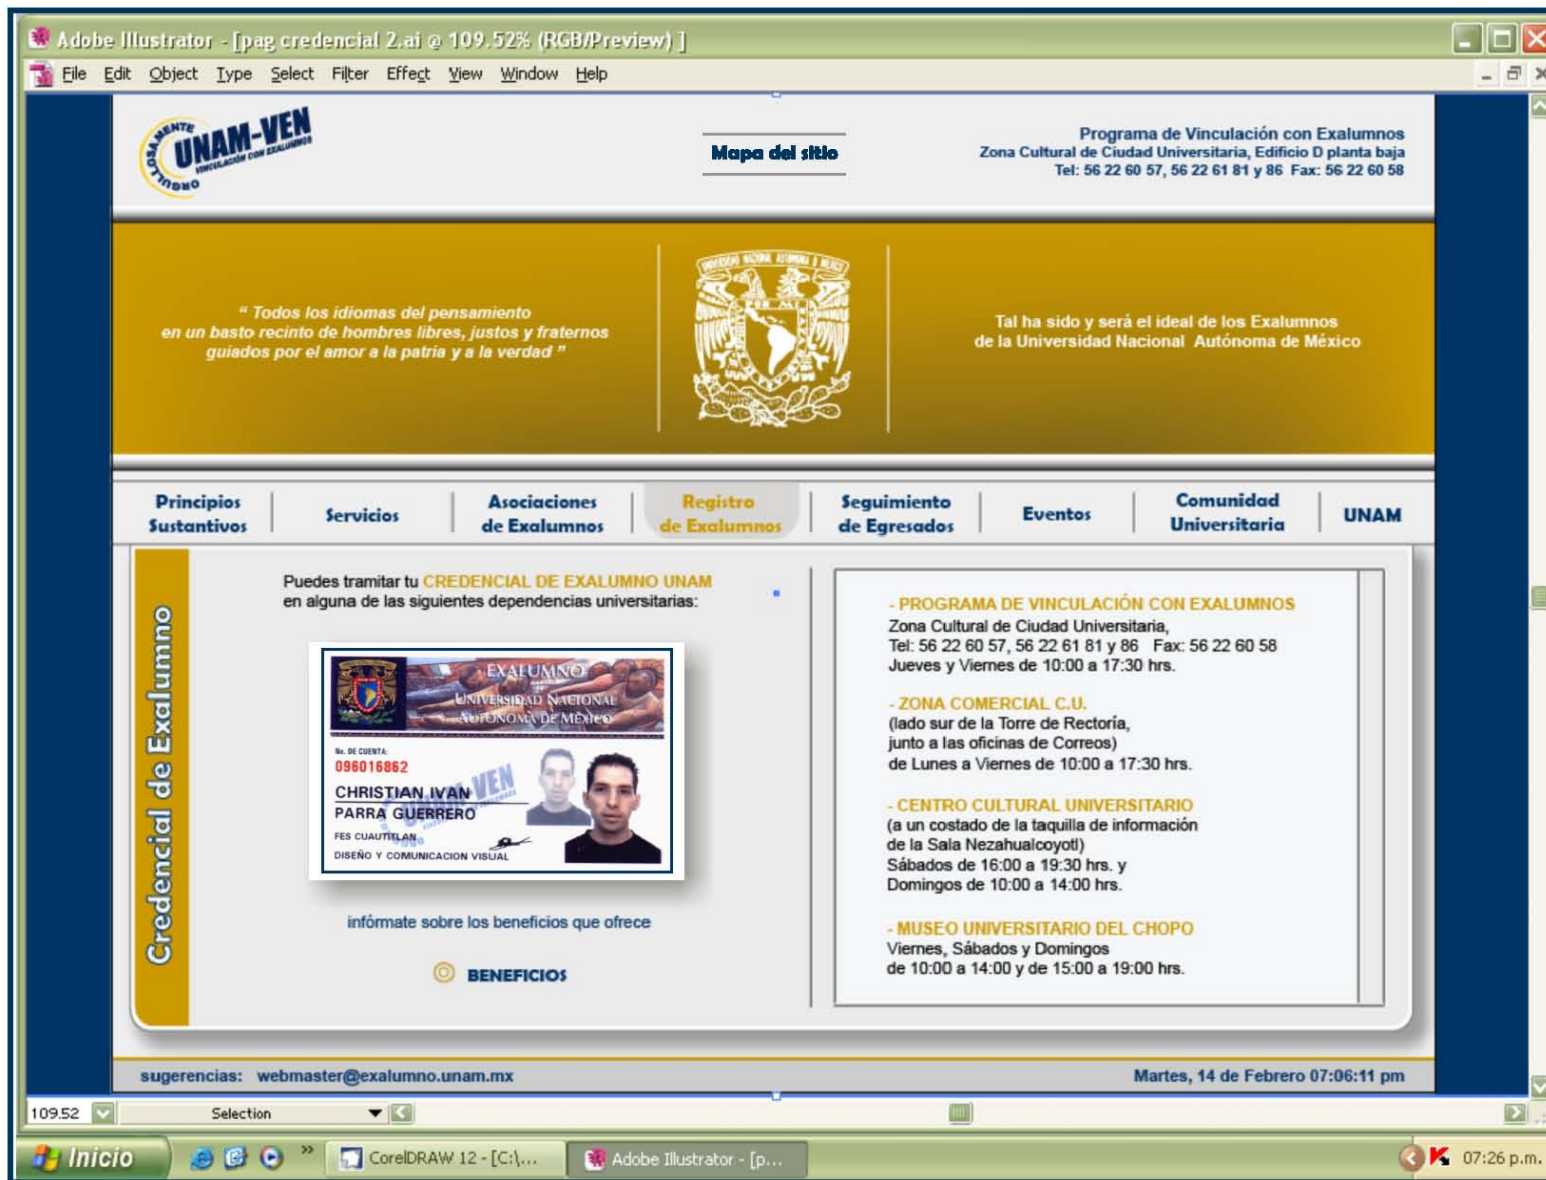 Adobe Illustrator - [pag credencial 2.ai @ 109.52% (RGB/Preview) ]
File Edit Object Type Select Filter Effect View Window Help
ORGULLOSAMENTE
UNAM-VEN
VINCULACIÓN CON EXALUMNOS
Mapa del sitio
Programa de Vinculación con Exalumnos
Zona Cultural de Ciudad Universitaria, Edificio D planta baja
Tel: 56 22 60 57, 56 22 61 81 y 86 Fax: 56 22 60 58
“ Todos los idiomas del pensamiento
en un basto recinto de hombres libres, justos y fraternos
guiados por el amor a la patria y a la verdad ”
Tal ha sido y será el ideal de los Exalumnos
de la Universidad Nacional Autónoma de México
Principios
Sustantivos
Servicios
Asociaciones
de Exalumnos
Registro
de Exalumnos
Seguimiento
de Egresados
Eventos
Comunidad
Universitaria
UNAM
Credencial de Exalumno
Puedes tramitar tu CREDENCIAL DE EXALUMNO UNAM
en alguna de las siguientes dependencias universitarias:
EXALUMNO
UNIVERSIDAD NACIONAL
AUTÓNOMA DE MÉXICO
No. DE CUENTA:
096016862
CHRISTIAN IVAN
PARRA GUERRERO
FES CUAUTITLAN
DISEÑO Y COMUNICACION VISUAL
UNAM-VEN
infórmate sobre los beneficios que ofrece
BENEFICIOS
- PROGRAMA DE VINCULACIÓN CON EXALUMNOS
Zona Cultural de Ciudad Universitaria,
Tel: 56 22 60 57, 56 22 61 81 y 86 Fax: 56 22 60 58
Jueves y Viernes de 10:00 a 17:30 hrs.
- ZONA COMERCIAL C.U.
(lado sur de la Torre de Rectoría,
junto a las oficinas de Correos)
de Lunes a Viernes de 10:00 a 17:30 hrs.
- CENTRO CULTURAL UNIVERSITARIO
(a un costado de la taquilla de información
de la Sala Nezahualcoyotl)
Sábados de 16:00 a 19:30 hrs. y
Domingos de 10:00 a 14:00 hrs.
- MUSEO UNIVERSITARIO DEL CHOPO
Viernes, Sábados y Domingos
de 10:00 a 14:00 y de 15:00 a 19:00 hrs.
sugerencias: webmaster@exalumno.unam.mx
Martes, 14 de Febrero 07:06:11 pm
109.52 Selection
Inicio
CorelDRAW 12 - [C:\...
Adobe Illustrator - [p...
07:26 p.m.